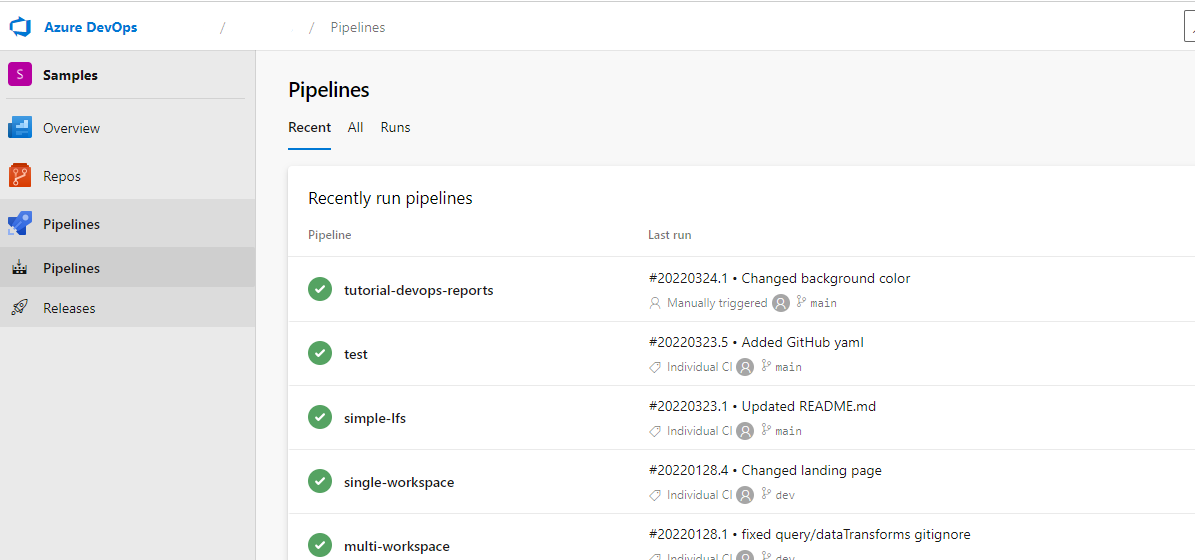 Azure DevOps / / Pipelines
S Samples
Overview
Repos
Pipelines
Pipelines
Releases
Pipelines
Recent All Runs
Recently run pipelines
Pipeline Last run
tutorial-devops-reports
#20220324.1 • Changed background color
Manually triggered main
test
#20220323.5 • Added GitHub yaml
Individual CI main
simple-lfs
#20220323.1 • Updated README.md
Individual CI main
single-workspace
#20220128.4 • Changed landing page
Individual CI dev
multi-workspace
#20220128.1 • fixed query/dataTransforms gitignore
Individual CI dev